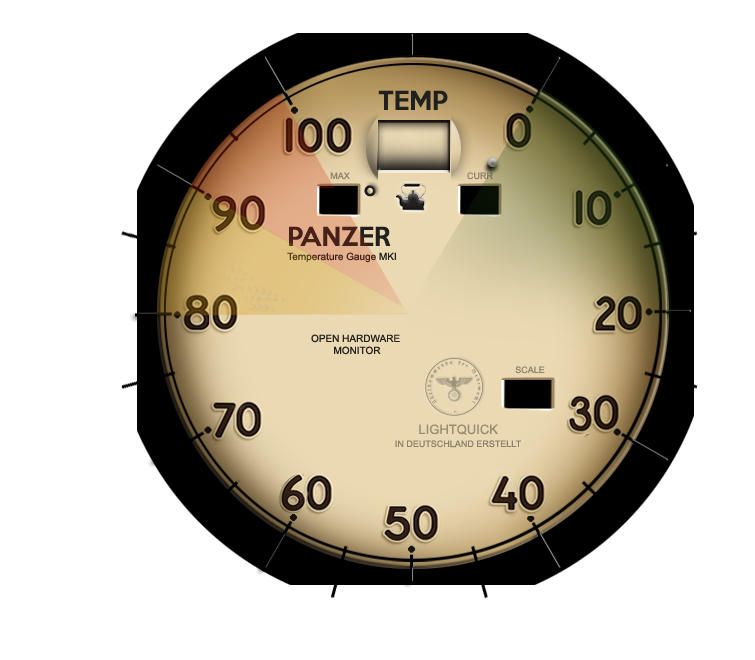 TEMP
100
0
MAX
CURR
90
10
PANZER
Temperature Gauge MKI
80
20
OPEN HARDWARE
MONITOR
SCALE
70
30
LIGHTQUICK
IN DEUTSCHLAND ERSTELLT
60
40
50